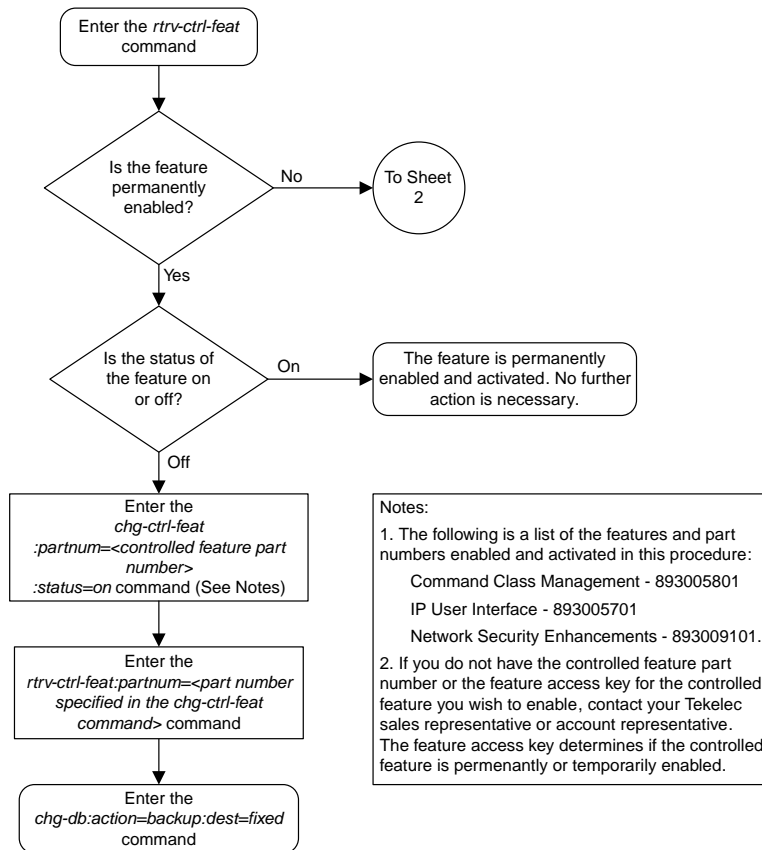 Enter the rtrv-ctrl-feat
command
Is the feature
permanently
enabled?
No
To Sheet
2
Yes
Is the status of
the feature on
or off?
On
The feature is permanently
enabled and activated. No further
action is necessary.
Off
Enter the
chg-ctrl-feat
:partnum=<controlled feature part
number>
:status=on command (See Notes)
Enter the
rtrv-ctrl-feat:partnum=<part number
specified in the chg-ctrl-feat
command> command
Enter the
chg-db:action=backup:dest=fixed
command
Notes:
1. The following is a list of the features and part
numbers enabled and activated in this procedure:
Command Class Management - 893005801
IP User Interface - 893005701
Network Security Enhancements - 893009101.
2. If you do not have the controlled feature part
number or the feature access key for the controlled
feature you wish to enable, contact your Tekelec
sales representative or account representative.
The feature access key determines if the controlled
feature is permenantly or temporarily enabled.